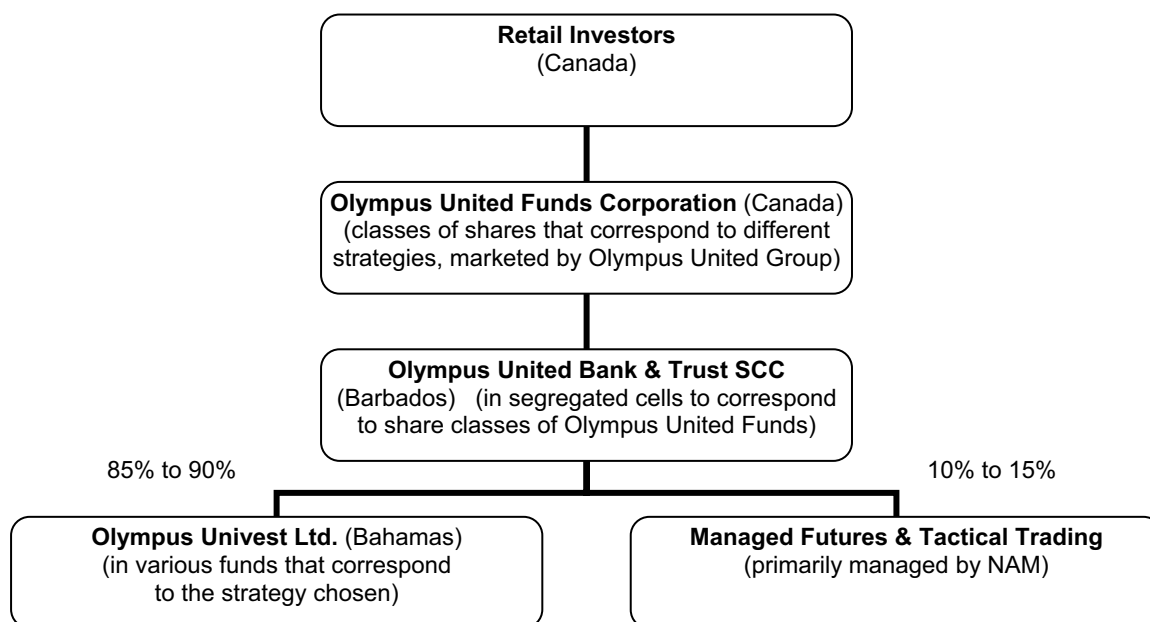 Retail Investors
(Canada)
Olympus United Funds Corporation (Canada)
(classes of shares that correspond to different
strategies, marketed by Olympus United Group)
Olympus United Bank & Trust SCC
(Barbados) (in segregated cells to correspond
to share classes of Olympus United Funds)
85% to 90%
10% to 15%
Olympus Univest Ltd. (Bahamas)
(in various funds that correspond
to the strategy chosen)
Managed Futures & Tactical Trading
(primarily managed by NAM)